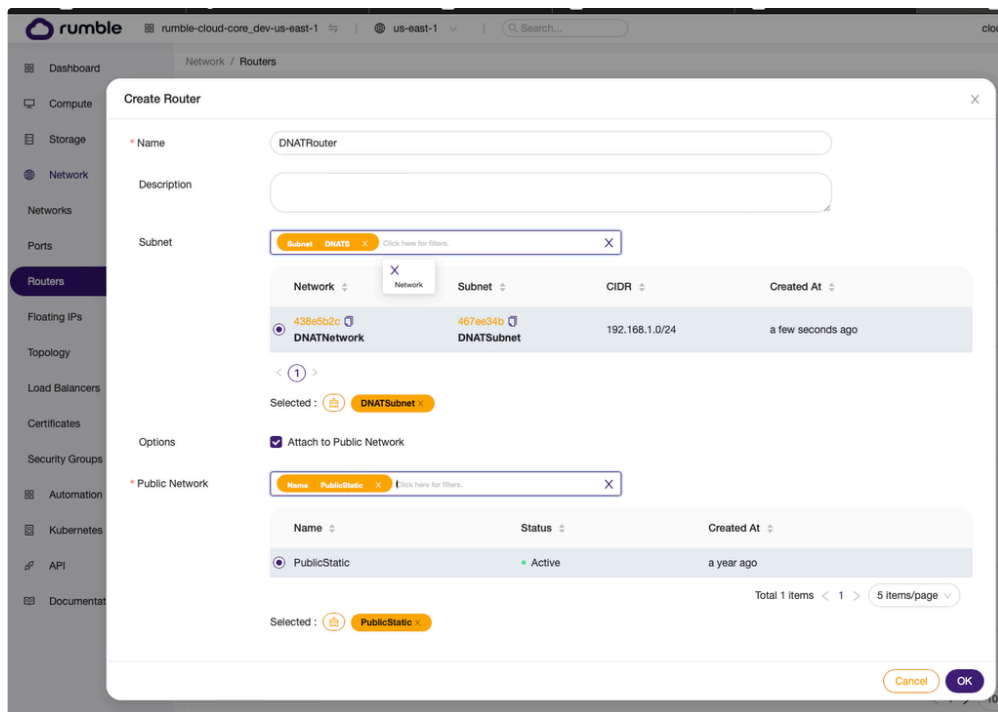 rumble
rumble-cloud-core_dev-us-east-1
us-east-1
Search...
Network / Routers
Dashboard
Compute
Storage
Network
Networks
Ports
Routers
Floating IPs
Topology
Load Balancers
Certificates
Security Groups
Automation
Kubernetes
API
Create Router
* Name
DNATRouter
Description
Subnet
Subnet DNATS X Click here for filters. X
X
Network
Network Subnet CIDR Created At
438e5b2c 467ee34b
DNATNetwork DNATSubnet 192.168.1.0/24 a few seconds ago
< 1 >
Selected : DNATSubnet ×
Options
Attach to Public Network
* Public Network
Name PublicStatic X Click here for filters. X
Name Status Created At
PublicStatic Active a year ago
Total 1 items < 1 > 5 items/page
Selected : PublicStatic ×
Cancel OK